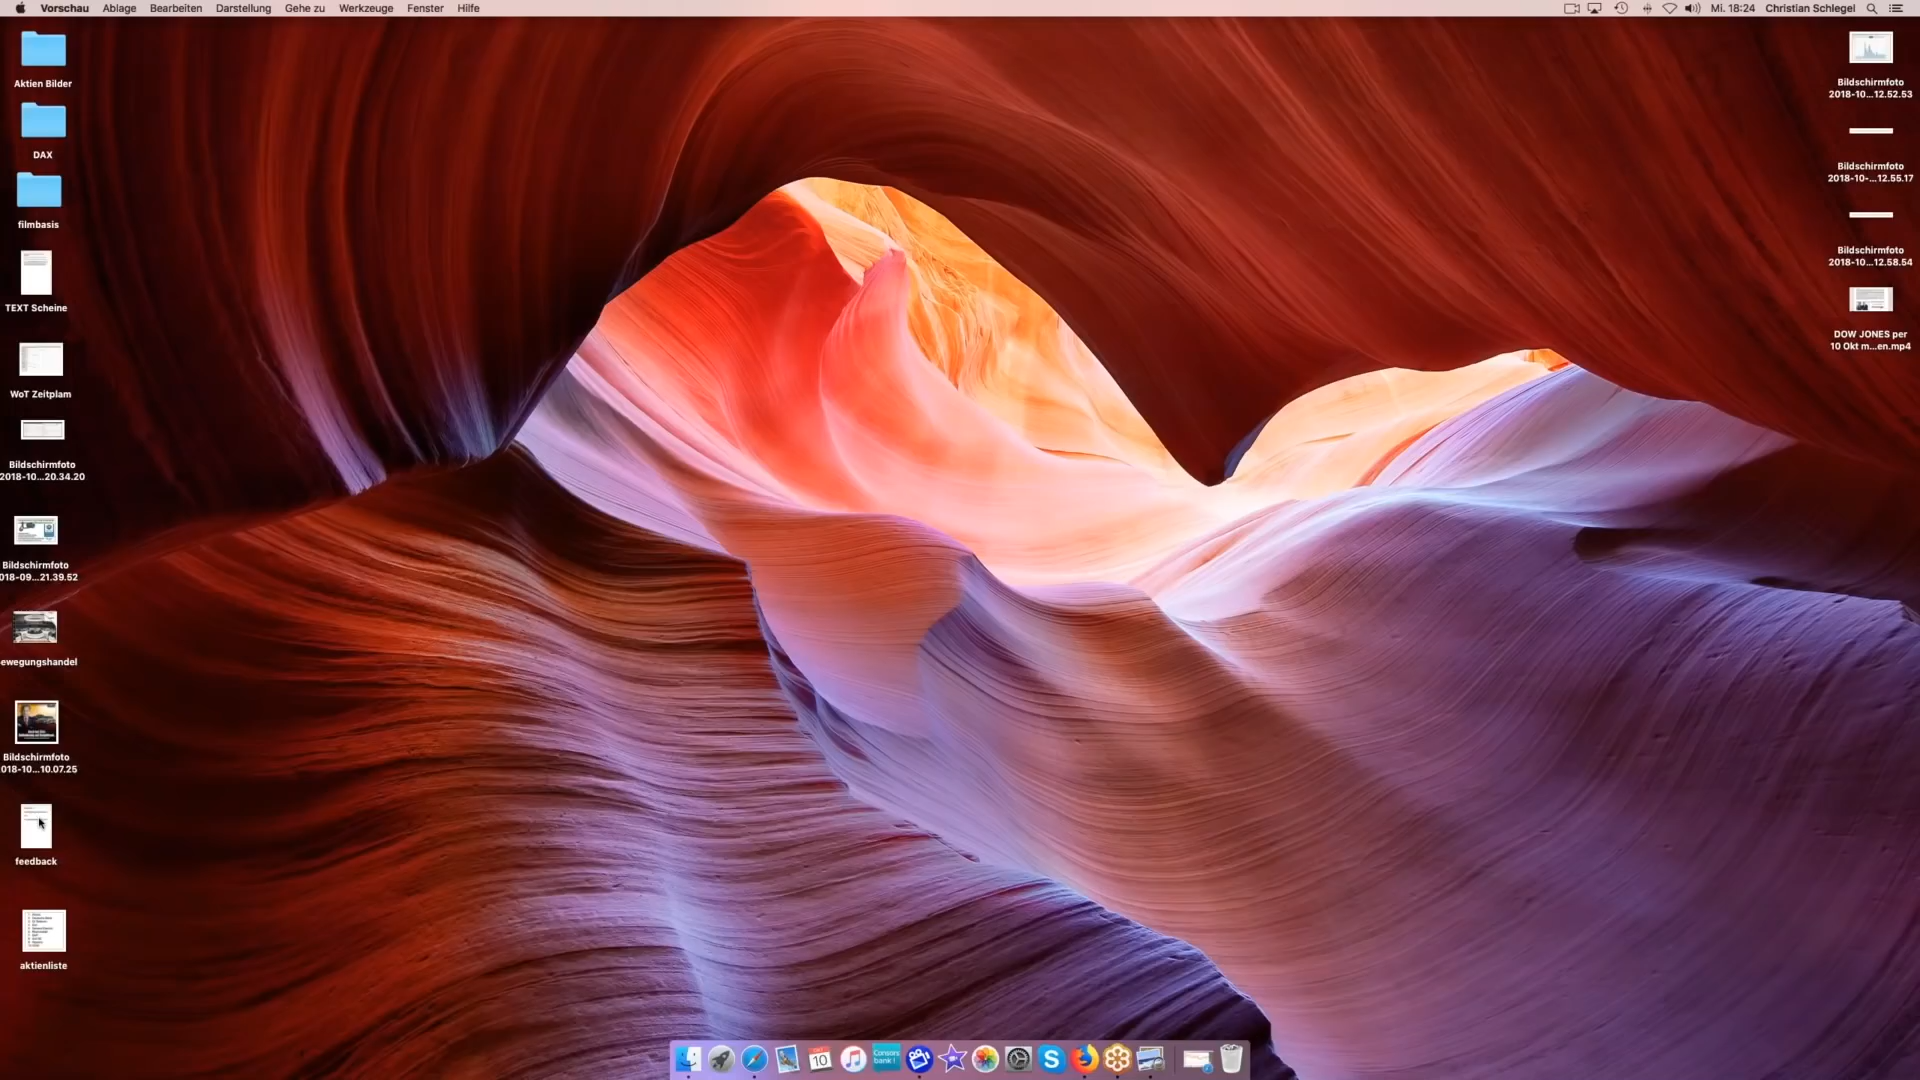 Vorschau Ablage Bearbeiten Darstellung Gehe zu Werkzeuge Fenster Hilfe
Mi. 18:24 Christian Schlegel
Aktien Bilder
DAX
filmbasis
TEXT Scheine
WoT Zeitplam
Bildschirmfoto
2018-10...20.34.20
Bildschirmfoto
018-09...21.39.52
ewegungshandel
Bildschirmfoto
018-10...10.07.25
feedback
aktienliste
Bildschirmfoto
2018-10...12.52.53
Bildschirmfoto
2018-10-...12.55.17
Bildschirmfoto
2018-10...12.58.54
DOW JONES per
10 Okt m...en.mp4
10
Consors
bank!